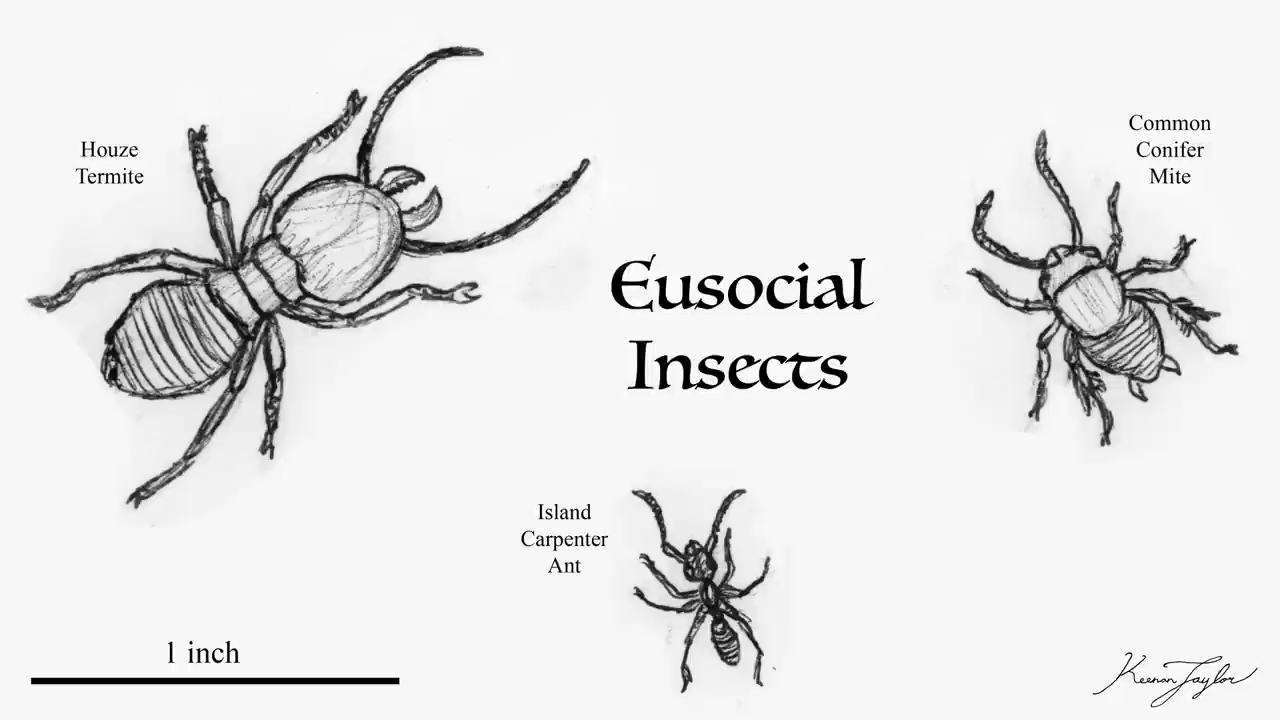 Houze
Termite
Common
Conifer
Mite
Eusocial
Insects
Island
Carpenter
Ant
1 inch
Keenan Taylor